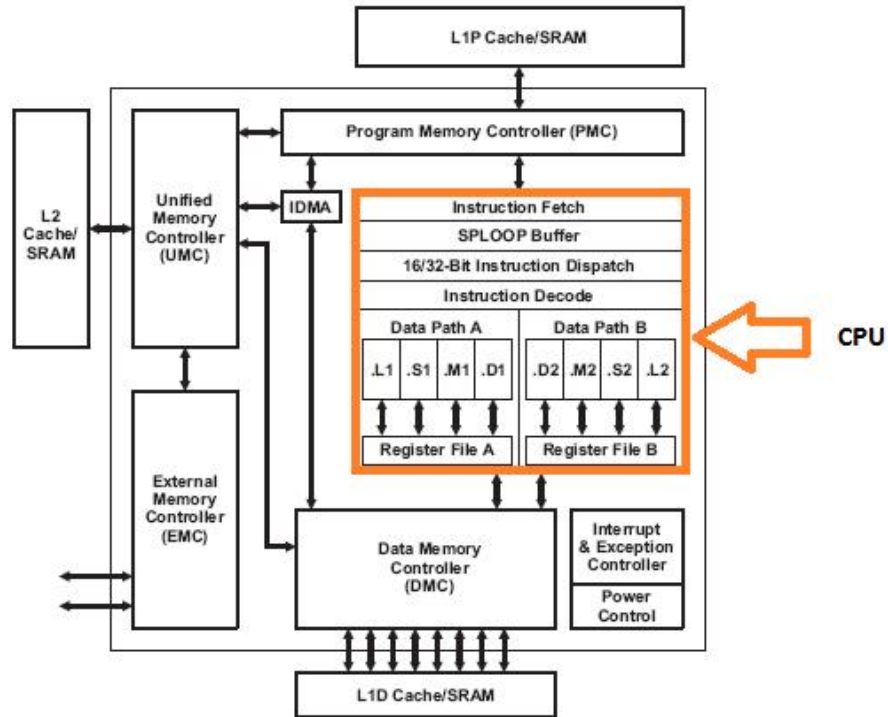 L1P Cache/SRAM
Program Memory Controller (PMC)
L2
Cache/
SRAM
Unified
Memory
Controller
(UMC)
IDMA
Instruction Fetch
SPLOOP Buffer
16/32-Bit Instruction Dispatch
Instruction Decode
Data Path A
Data Path B
.L1 .S1 .M1 .D1
.D2 .M2 .S2 .L2
Register File A
Register File B
CPU
External
Memory
Controller
(EMC)
Data Memory
Controller
(DMC)
Interrupt
& Exception
Controller
Power
Control
L1D Cache/SRAM